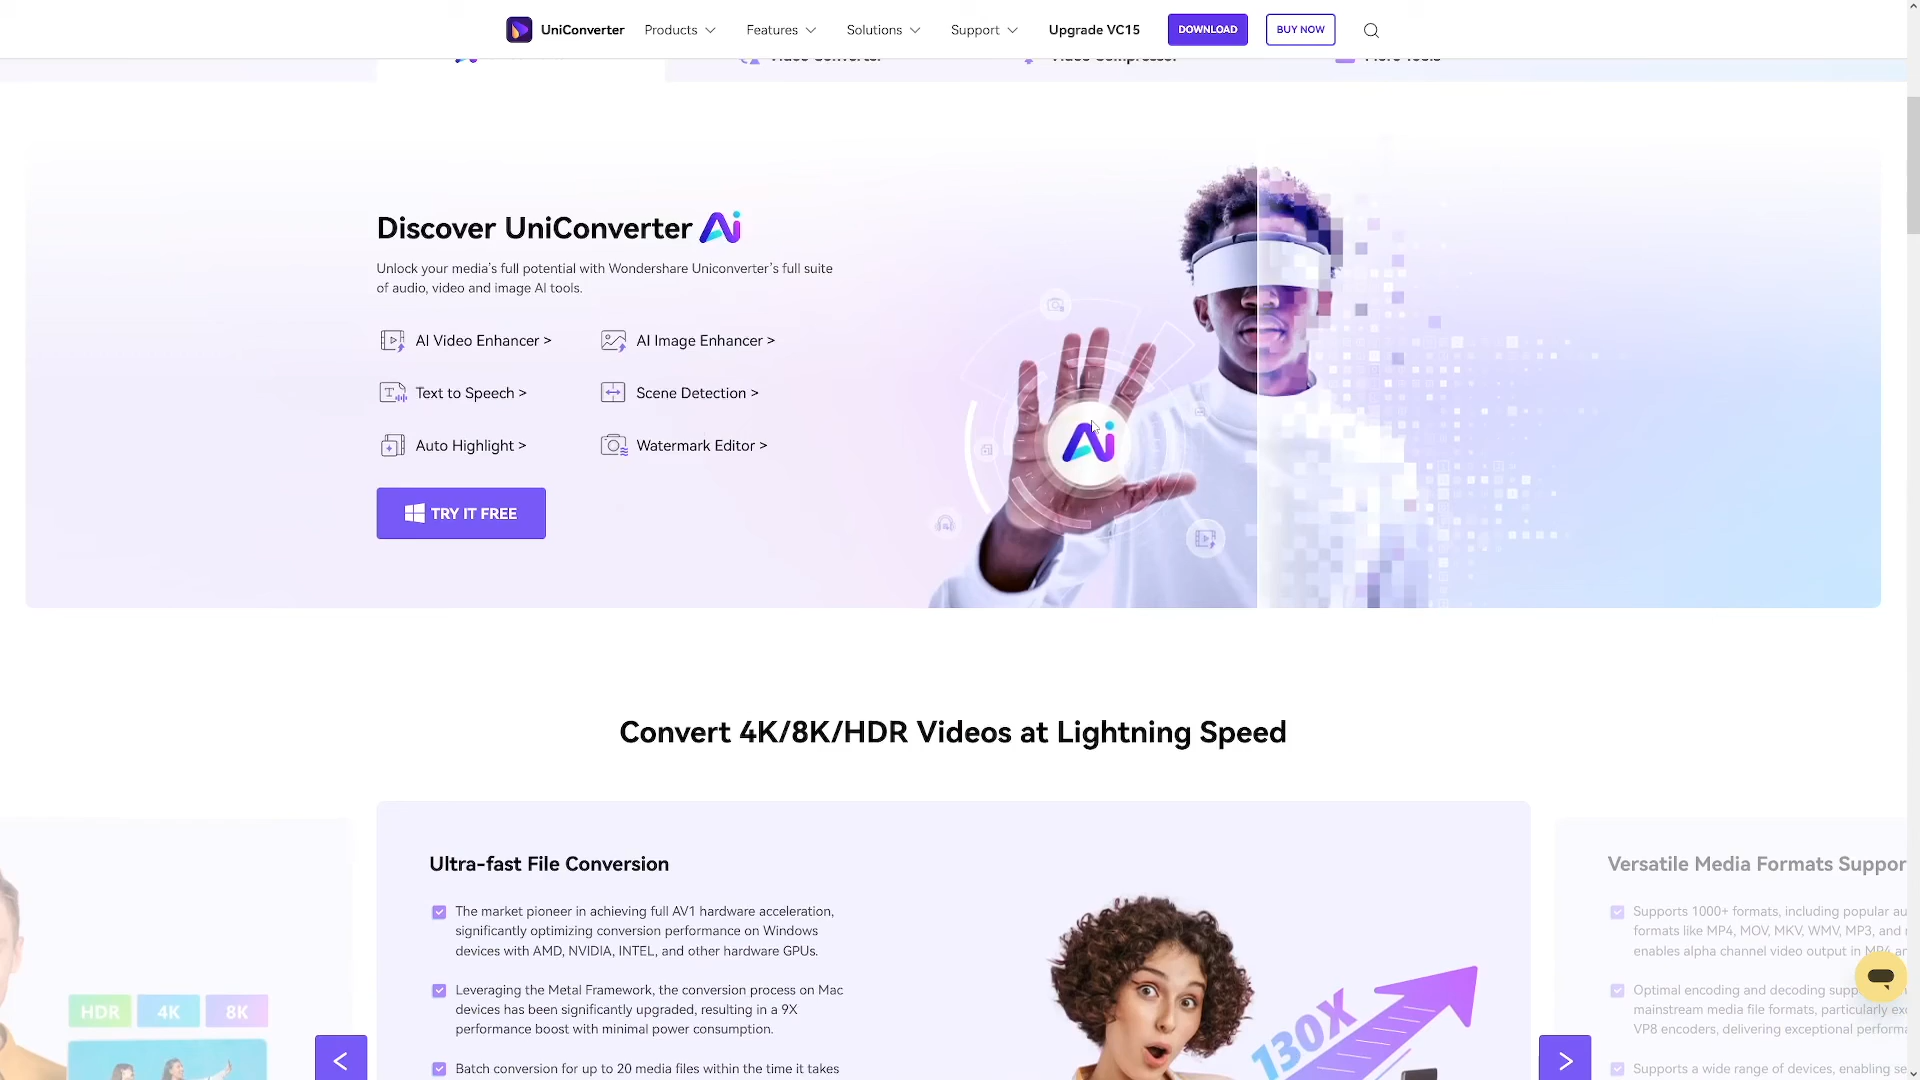 UniConverter
Products
Features
Solutions
Support
Upgrade VC15
DOWNLOAD
BUY NOW
Video Converter
Video Compressor
More Tools
Discover UniConverter Ai
Unlock your media's full potential with Wondershare Uniconverter's full suite
of audio, video and image AI tools.
AI Video Enhancer >
AI Image Enhancer >
Text to Speech >
Scene Detection >
Auto Highlight >
Watermark Editor >
TRY IT FREE
Ai
Convert 4K/8K/HDR Videos at Lightning Speed
HDR
4K
8K
Ultra-fast File Conversion
The market pioneer in achieving full AV1 hardware acceleration,
significantly optimizing conversion performance on Windows
devices with AMD, NVIDIA, INTEL, and other hardware GPUs.
Leveraging the Metal Framework, the conversion process on Mac
devices has been significantly upgraded, resulting in a 9X
performance boost with minimal power consumption.
Batch conversion for up to 20 media files within the time it takes
130X
Versatile Media Formats Suppor
Supports 1000+ formats, including popular au
formats like MP4, MOV, MKV, WMV, MP3, and
enables alpha channel video output in MP4
Optimal encoding and decoding
mainstream media file formats, particularly
VP8 encoders, delivering exceptional
Supports a wide range of devices, enabling